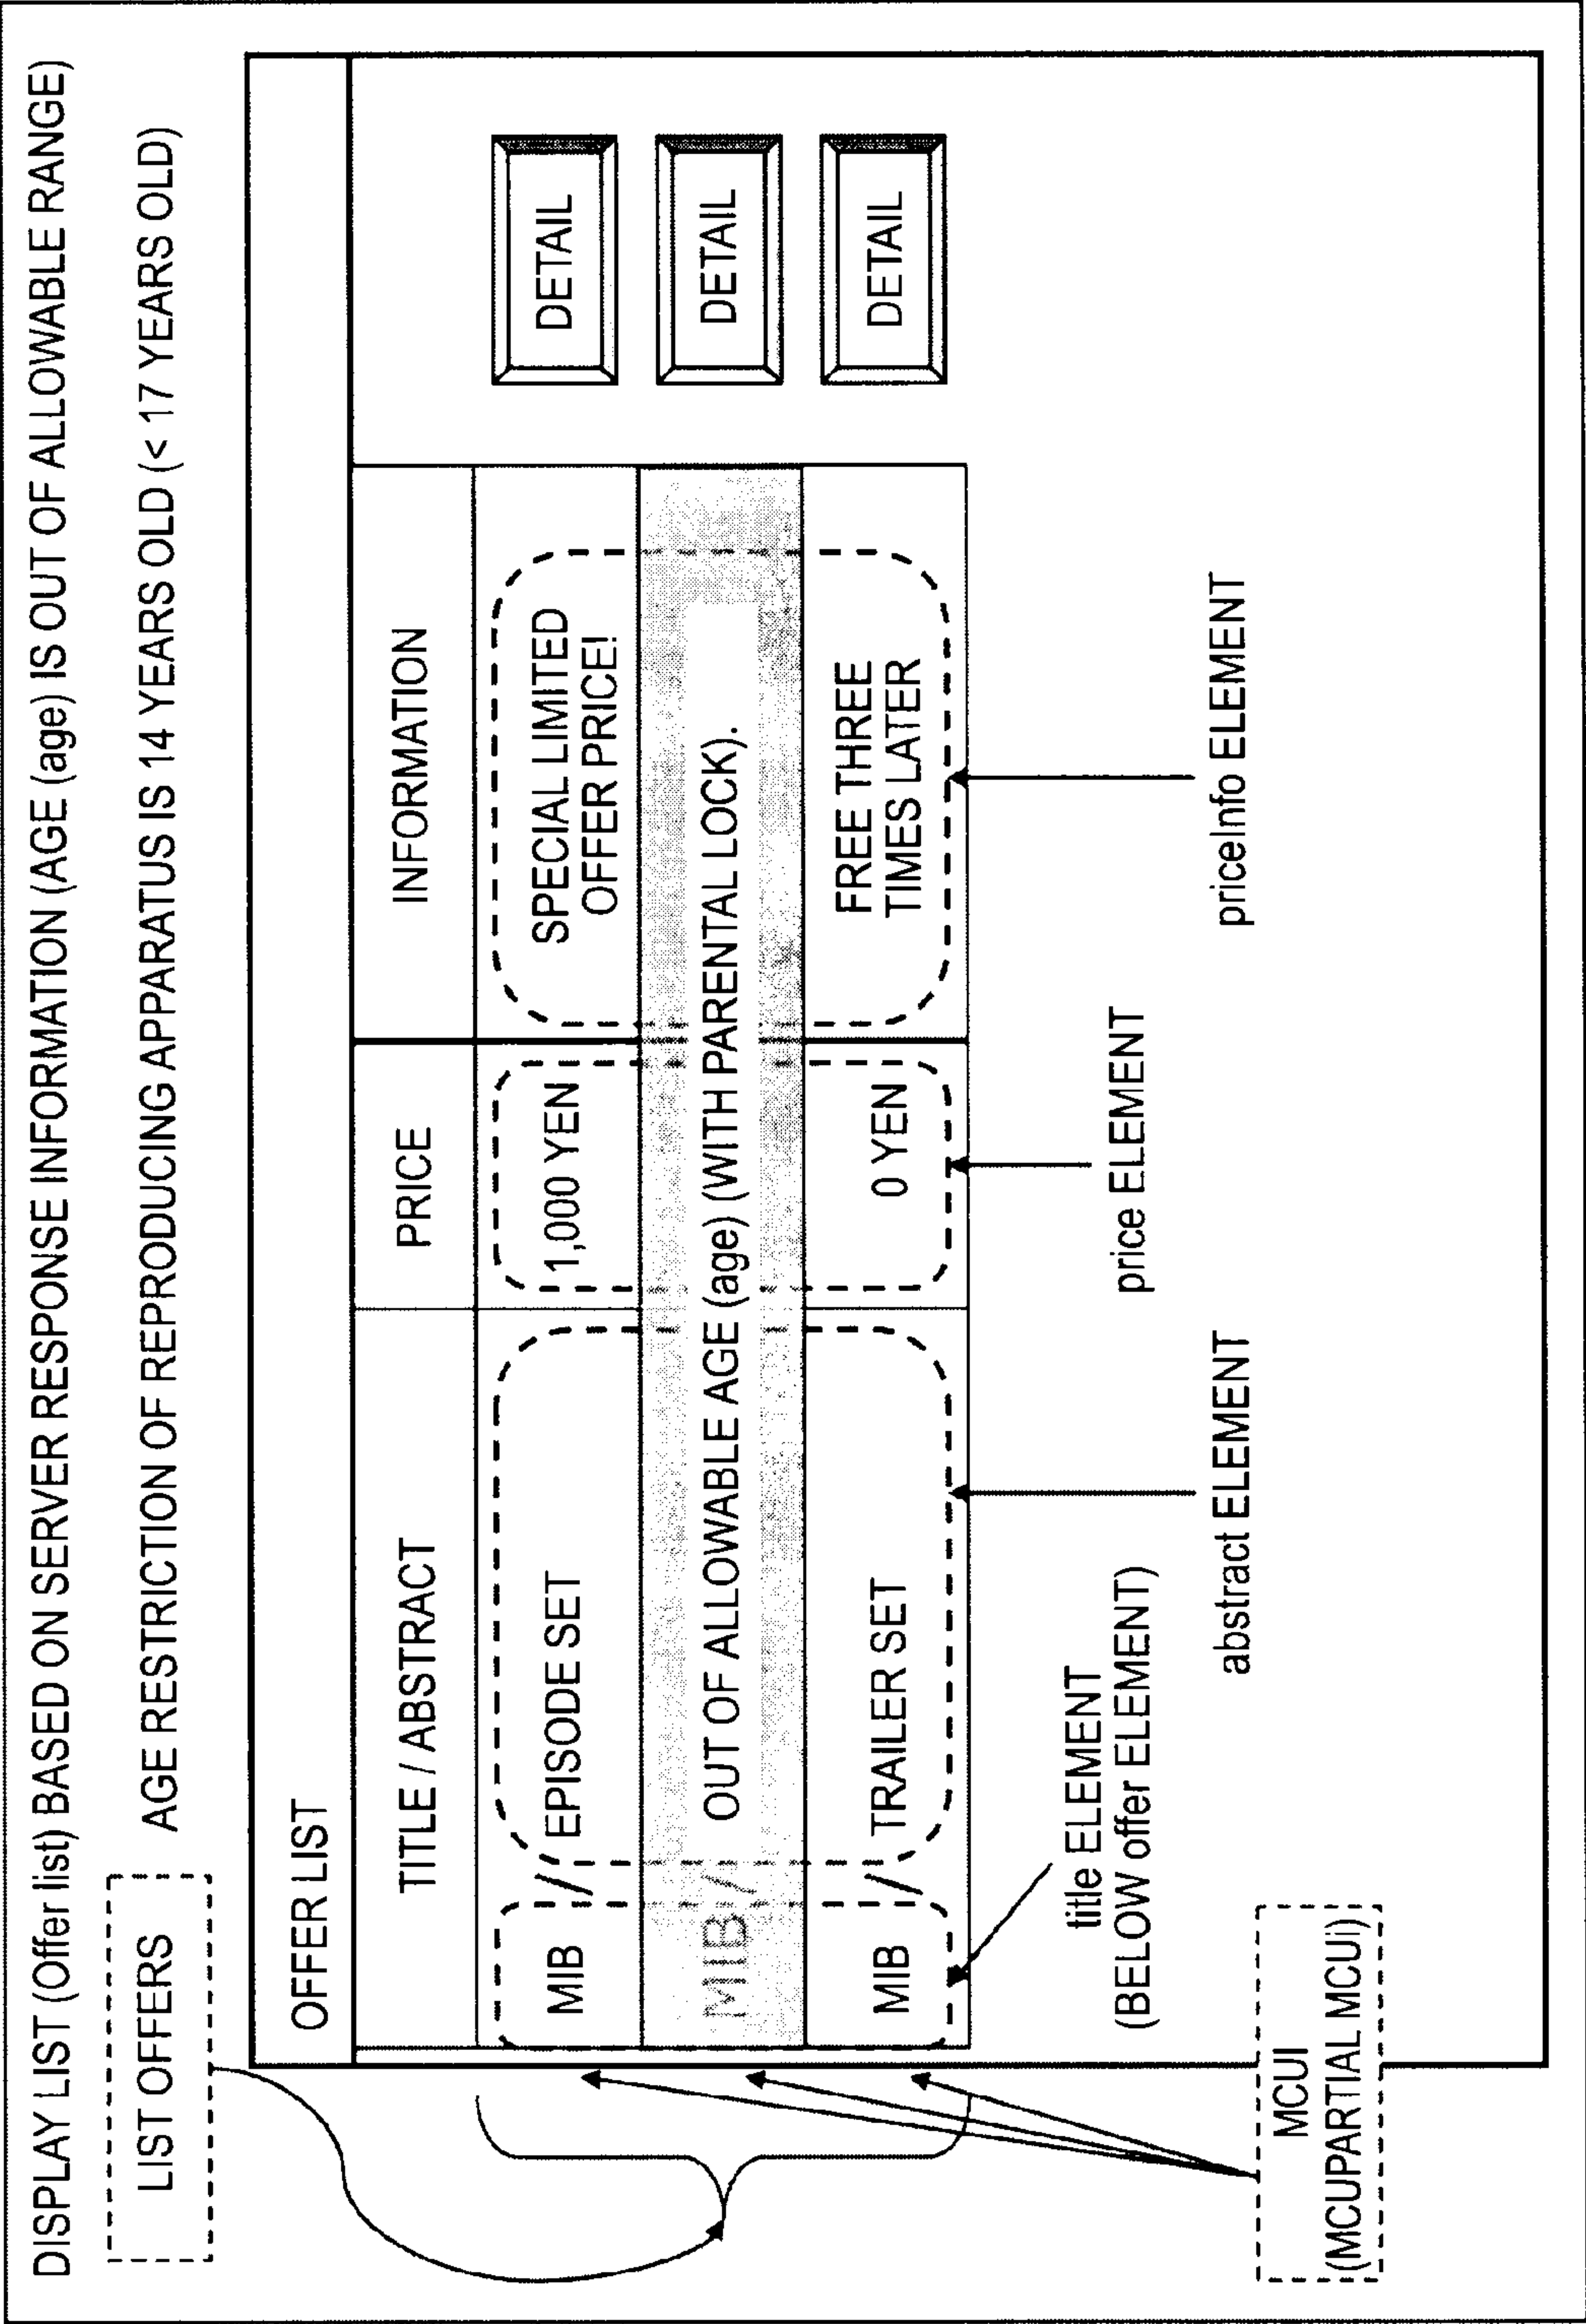 DISPLAY LIST (Offer list) BASED ON SERVER RESPONSE INFORMATION (AGE (age) IS OUT OF ALLOWABLE RANGE)
LIST OFFERS
AGE RESTRICTION OF REPRODUCING APPARATUS IS 14 YEARS OLD (< 17 YEARS OLD)
OFFER LIST
TITLE / ABSTRACT PRICE INFORMATION
MIB / EPISODE SET 1,000 YEN SPECIAL LIMITED
OFFER PRICE!
DETAIL
MIB / OUT OF ALLOWABLE AGE (age) (WITH PARENTAL LOCK).
DETAIL
MIB / TRAILER SET 0 YEN FREE THREE
TIMES LATER
DETAIL
title ELEMENT
(BELOW offer ELEMENT)
abstract ELEMENT
price ELEMENT
priceInfo ELEMENT
MCUI
(MCUPARTIAL MCUi)